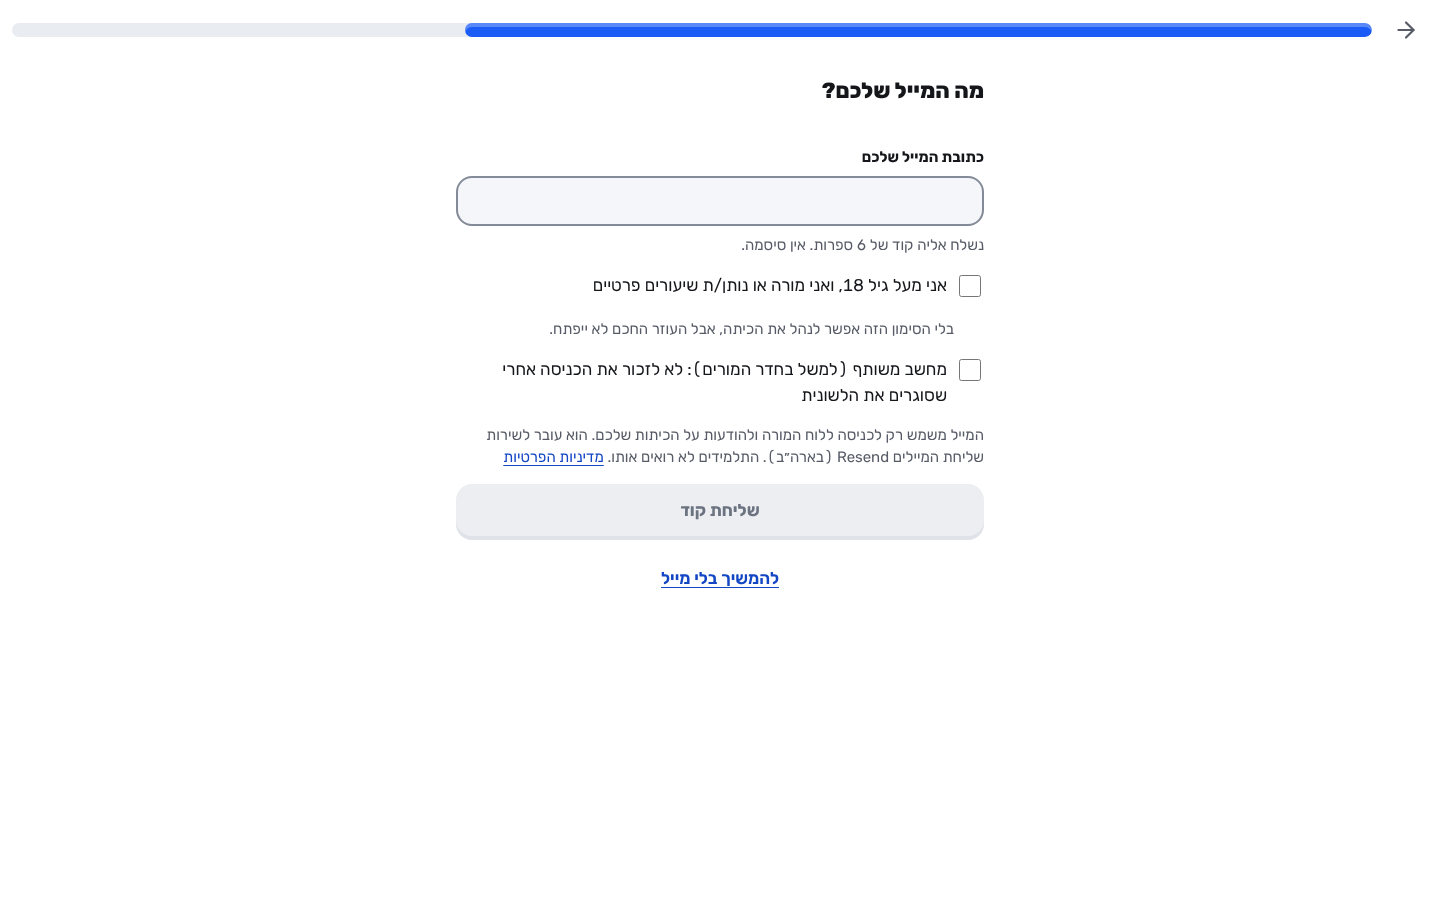 מה המייל שלכם?
כתובת המייל שלכם
נשלח אליה קוד של 6 ספרות. אין סיסמה.
אני מעל גיל 18, ואני מורה או נותן/ת שיעורים פרטיים
בלי הסימון הזה אפשר לנהל את הכיתה, אבל העוזר החכם לא ייפתח.
מחשב משותף (למשל בחדר המורים): לא לזכור את הכניסה אחרי
שסוגרים את הלשונית
המייל משמש רק לכניסה ללוח המורה ולהודעות על הכיתות שלכם. הוא עובר לשירות
שליחת המיילים Resend (בארה״ב). התלמידים לא רואים אותו. מדיניות הפרטיות
שליחת קוד
להמשיך בלי מייל